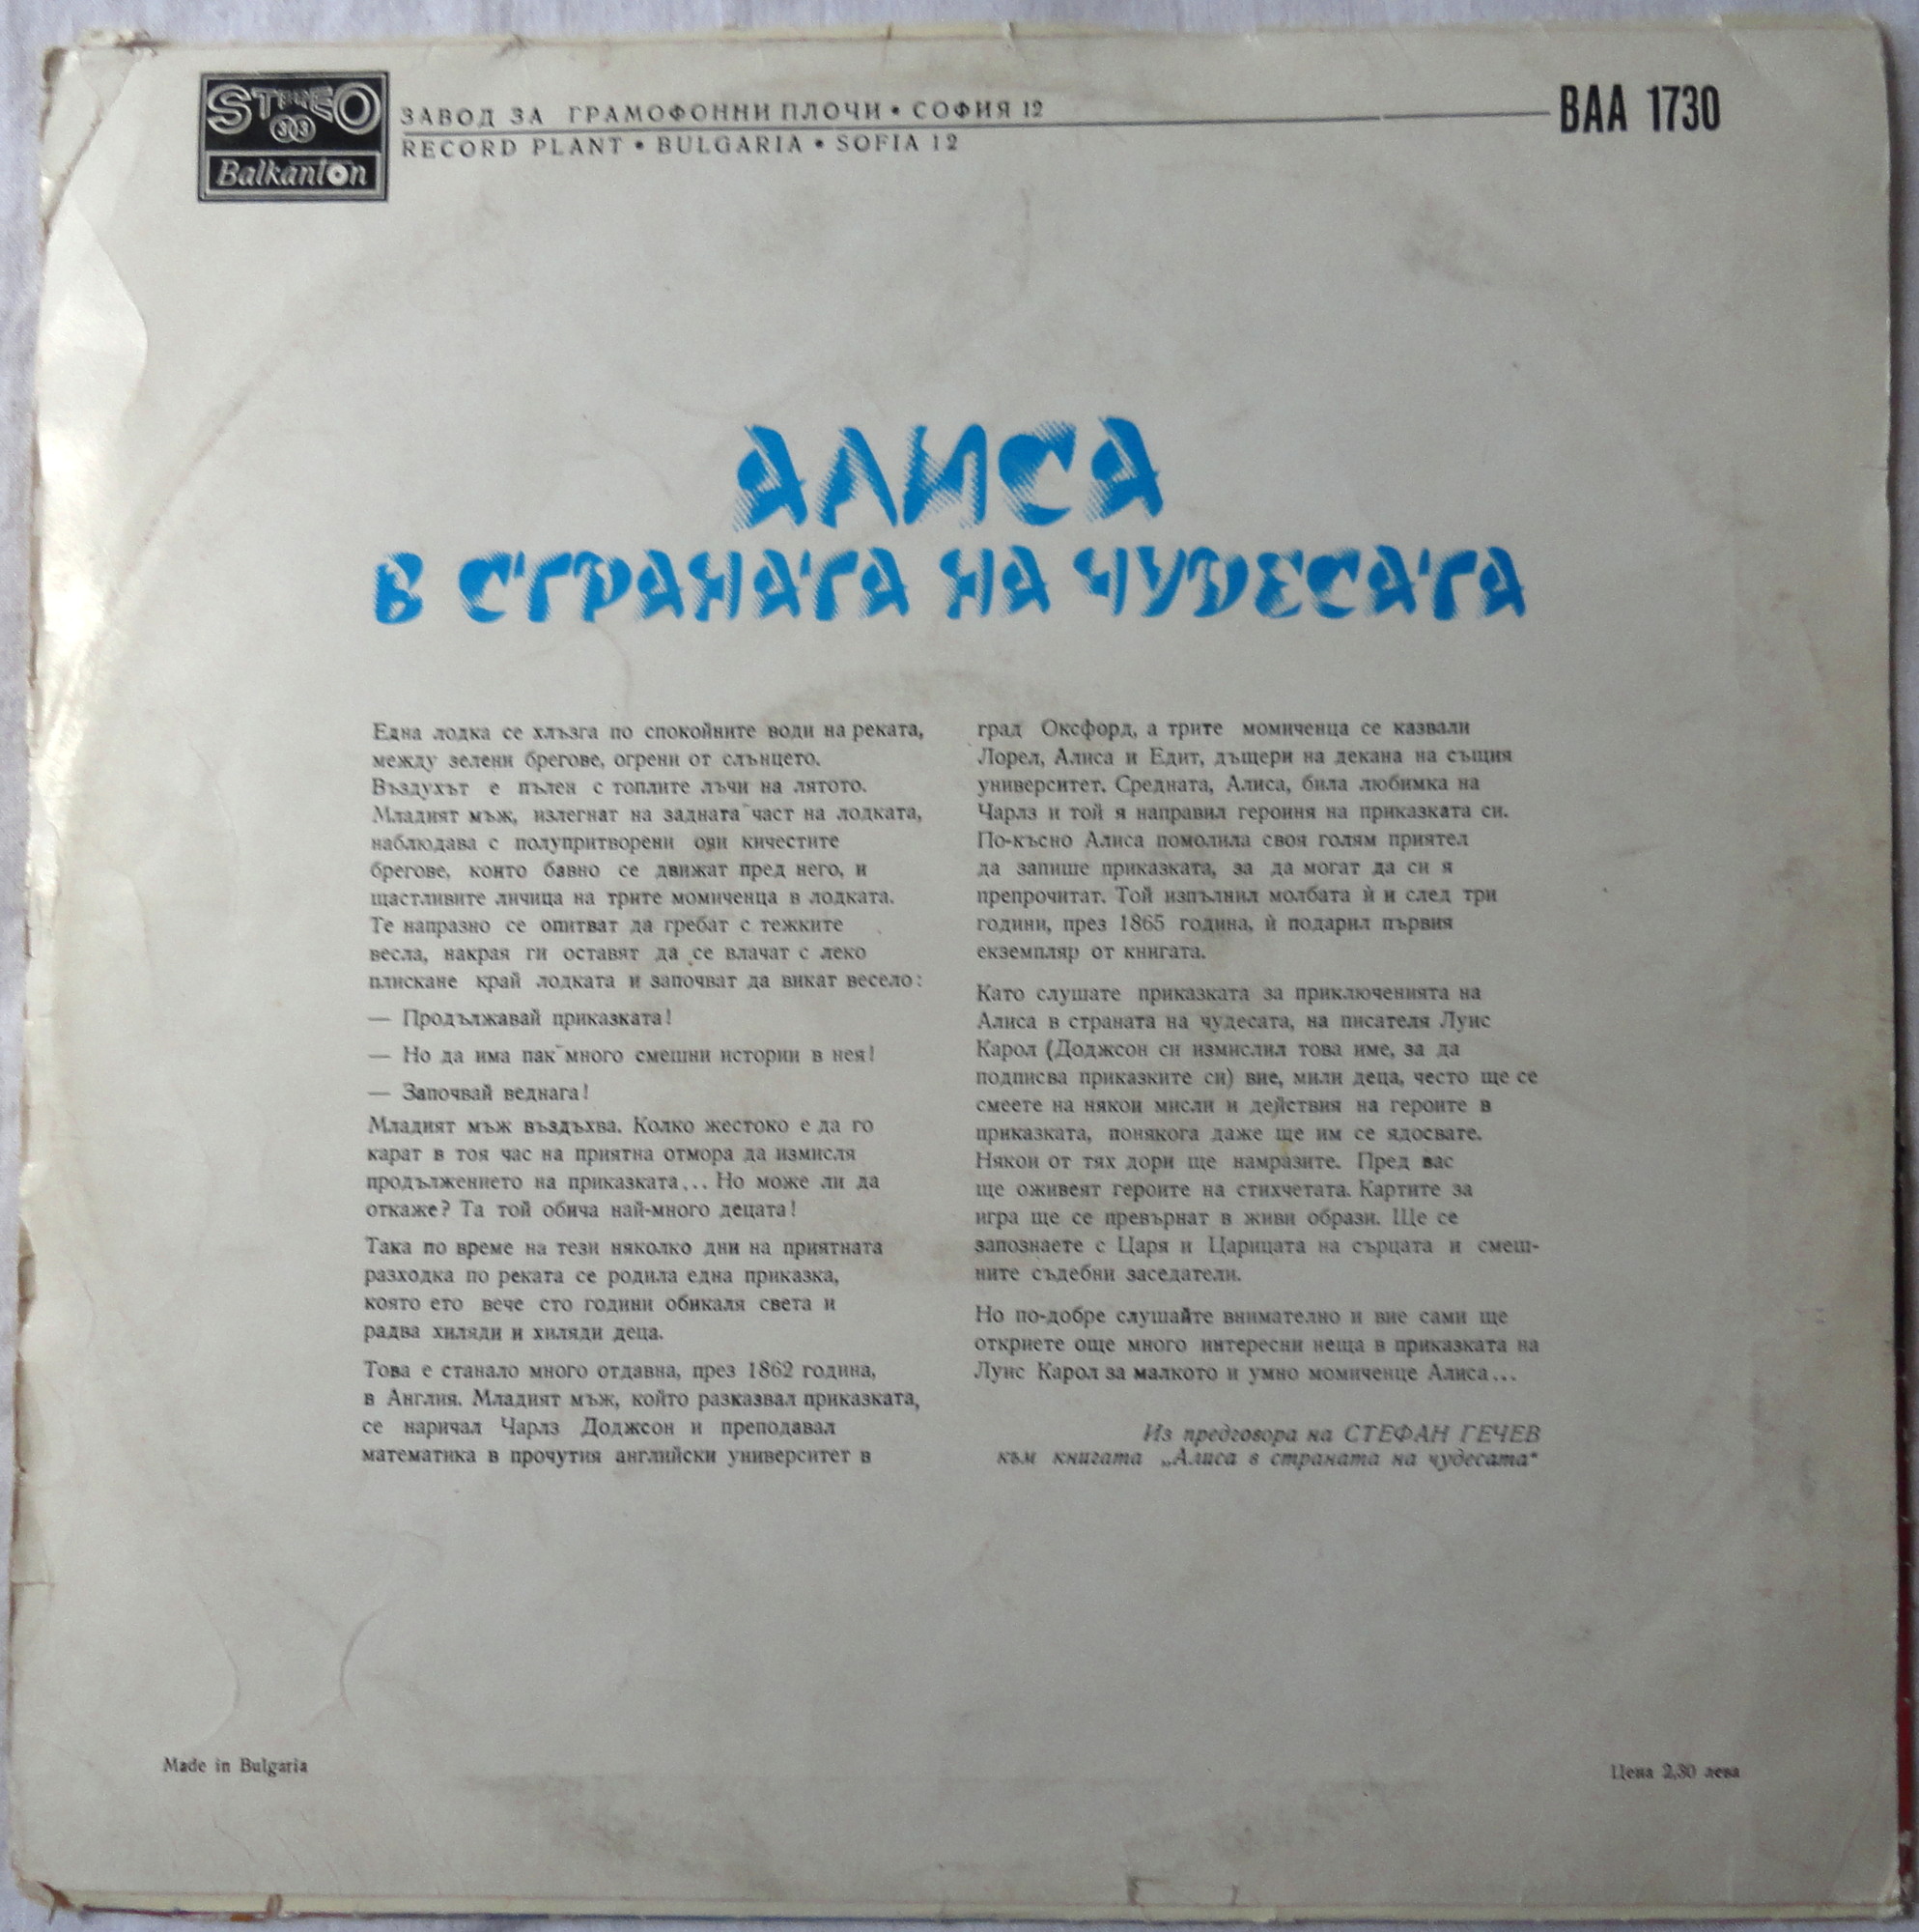 STEREO
33
Balkanton
ЗАВОД ЗА ГРАМОФОННИ ПЛОЧИ • СОФИЯ 12
RECORD PLANT • BULGARIA • SOFIA 12
ВАА 1730
АЛИСА
В СТРАНАТА НА ЧУДЕСАТА
Една лодка се хлъзга по спокойните води на реката,
между зелени брегове, огрени от слънцето.
Въздухът е пълен с топлите лъчи на лятото.
Младият мъж, излегнат на задната част на лодката,
наблюдава с полупритворени очи кичестите
брегове, които бавно се движат пред него, и
щастливите личица на трите момиченца в лодката.
Те напразно се опитват да гребат с тежките
весла, накрая ги оставят да се влачат с леко
плискане край лодката и започват да викат весело:
— Продължавай приказката!
— Но да има пак много смешни истории в нея!
— Започвай веднага!
Младият мъж въздъхва. Колко жестоко е да го
карат в тоя час на приятна отмора да измисля
продължението на приказката... Но може ли да
откаже? Та той обича най-много децата!
Така по време на тези няколко дни на приятната
разходка по реката се родила една приказка,
която ето вече сто години обикаля света и
радва хиляди и хиляди деца.
Това е станало много отдавна, през 1862 година,
в Англия. Младият мъж, който разказвал приказката,
се наричал Чарлз Доджсон и преподавал
математика в прочутия английски университет в
град Оксфорд, а трите момиченца се казвали
Лорел, Алиса и Едит, дъщери на декана на същия
университет. Средната, Алиса, била любимка на
Чарлз и той я направил героиня на приказката си.
По-късно Алиса помолила своя голям приятел
да запише приказката, за да могат да си я
препрочитат. Той изпълнил молбата ѝ и след три
години, през 1865 година, ѝ подарил първия
екземпляр от книгата.
Като слушате приказката за приключенията на
Алиса в страната на чудесата, на писателя Луис
Карол (Доджсон си измислил това име, за да
подписва приказките си) вие, мили деца, често ще се
смеете на някои мисли и действия на героите в
приказката, понякога даже ще им се ядосвате.
Някои от тях дори ще намразите. Пред вас
ще оживеят героите на стихчетата. Картите за
игра ще се превърнат в живи образи. Ще се
запознаете с Царя и Царицата на сърцата и смеш-
ните съдебни заседатели.
Но по-добре слушайте внимателно и вие сами ще
откриете още много интересни неща в приказката на
Луис Карол за малкото и умно момиченце Алиса...
Из предговора на СТЕФАН ГЕЧЕВ
към книгата „Алиса в страната на чудесата“
Made in Bulgaria
Цена 2,30 лева